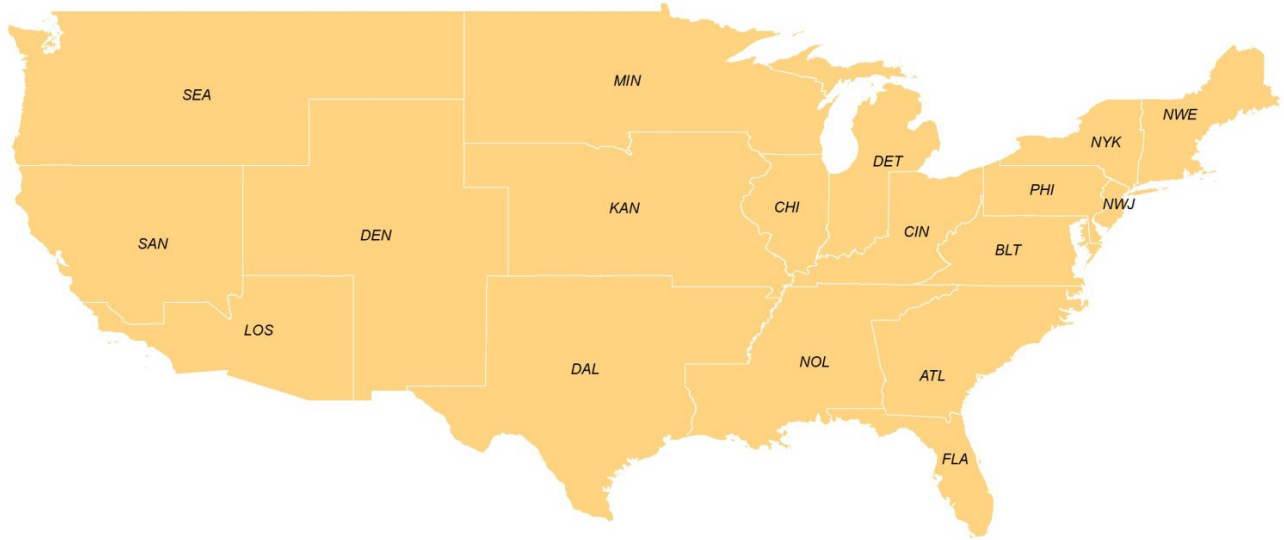 SEA
MIN
NWE
NYK
DET
PHI
NWJ
CHI
KAN
CIN
DEN
SAN
BLT
LOS
NOL
DAL
ATL
FLA